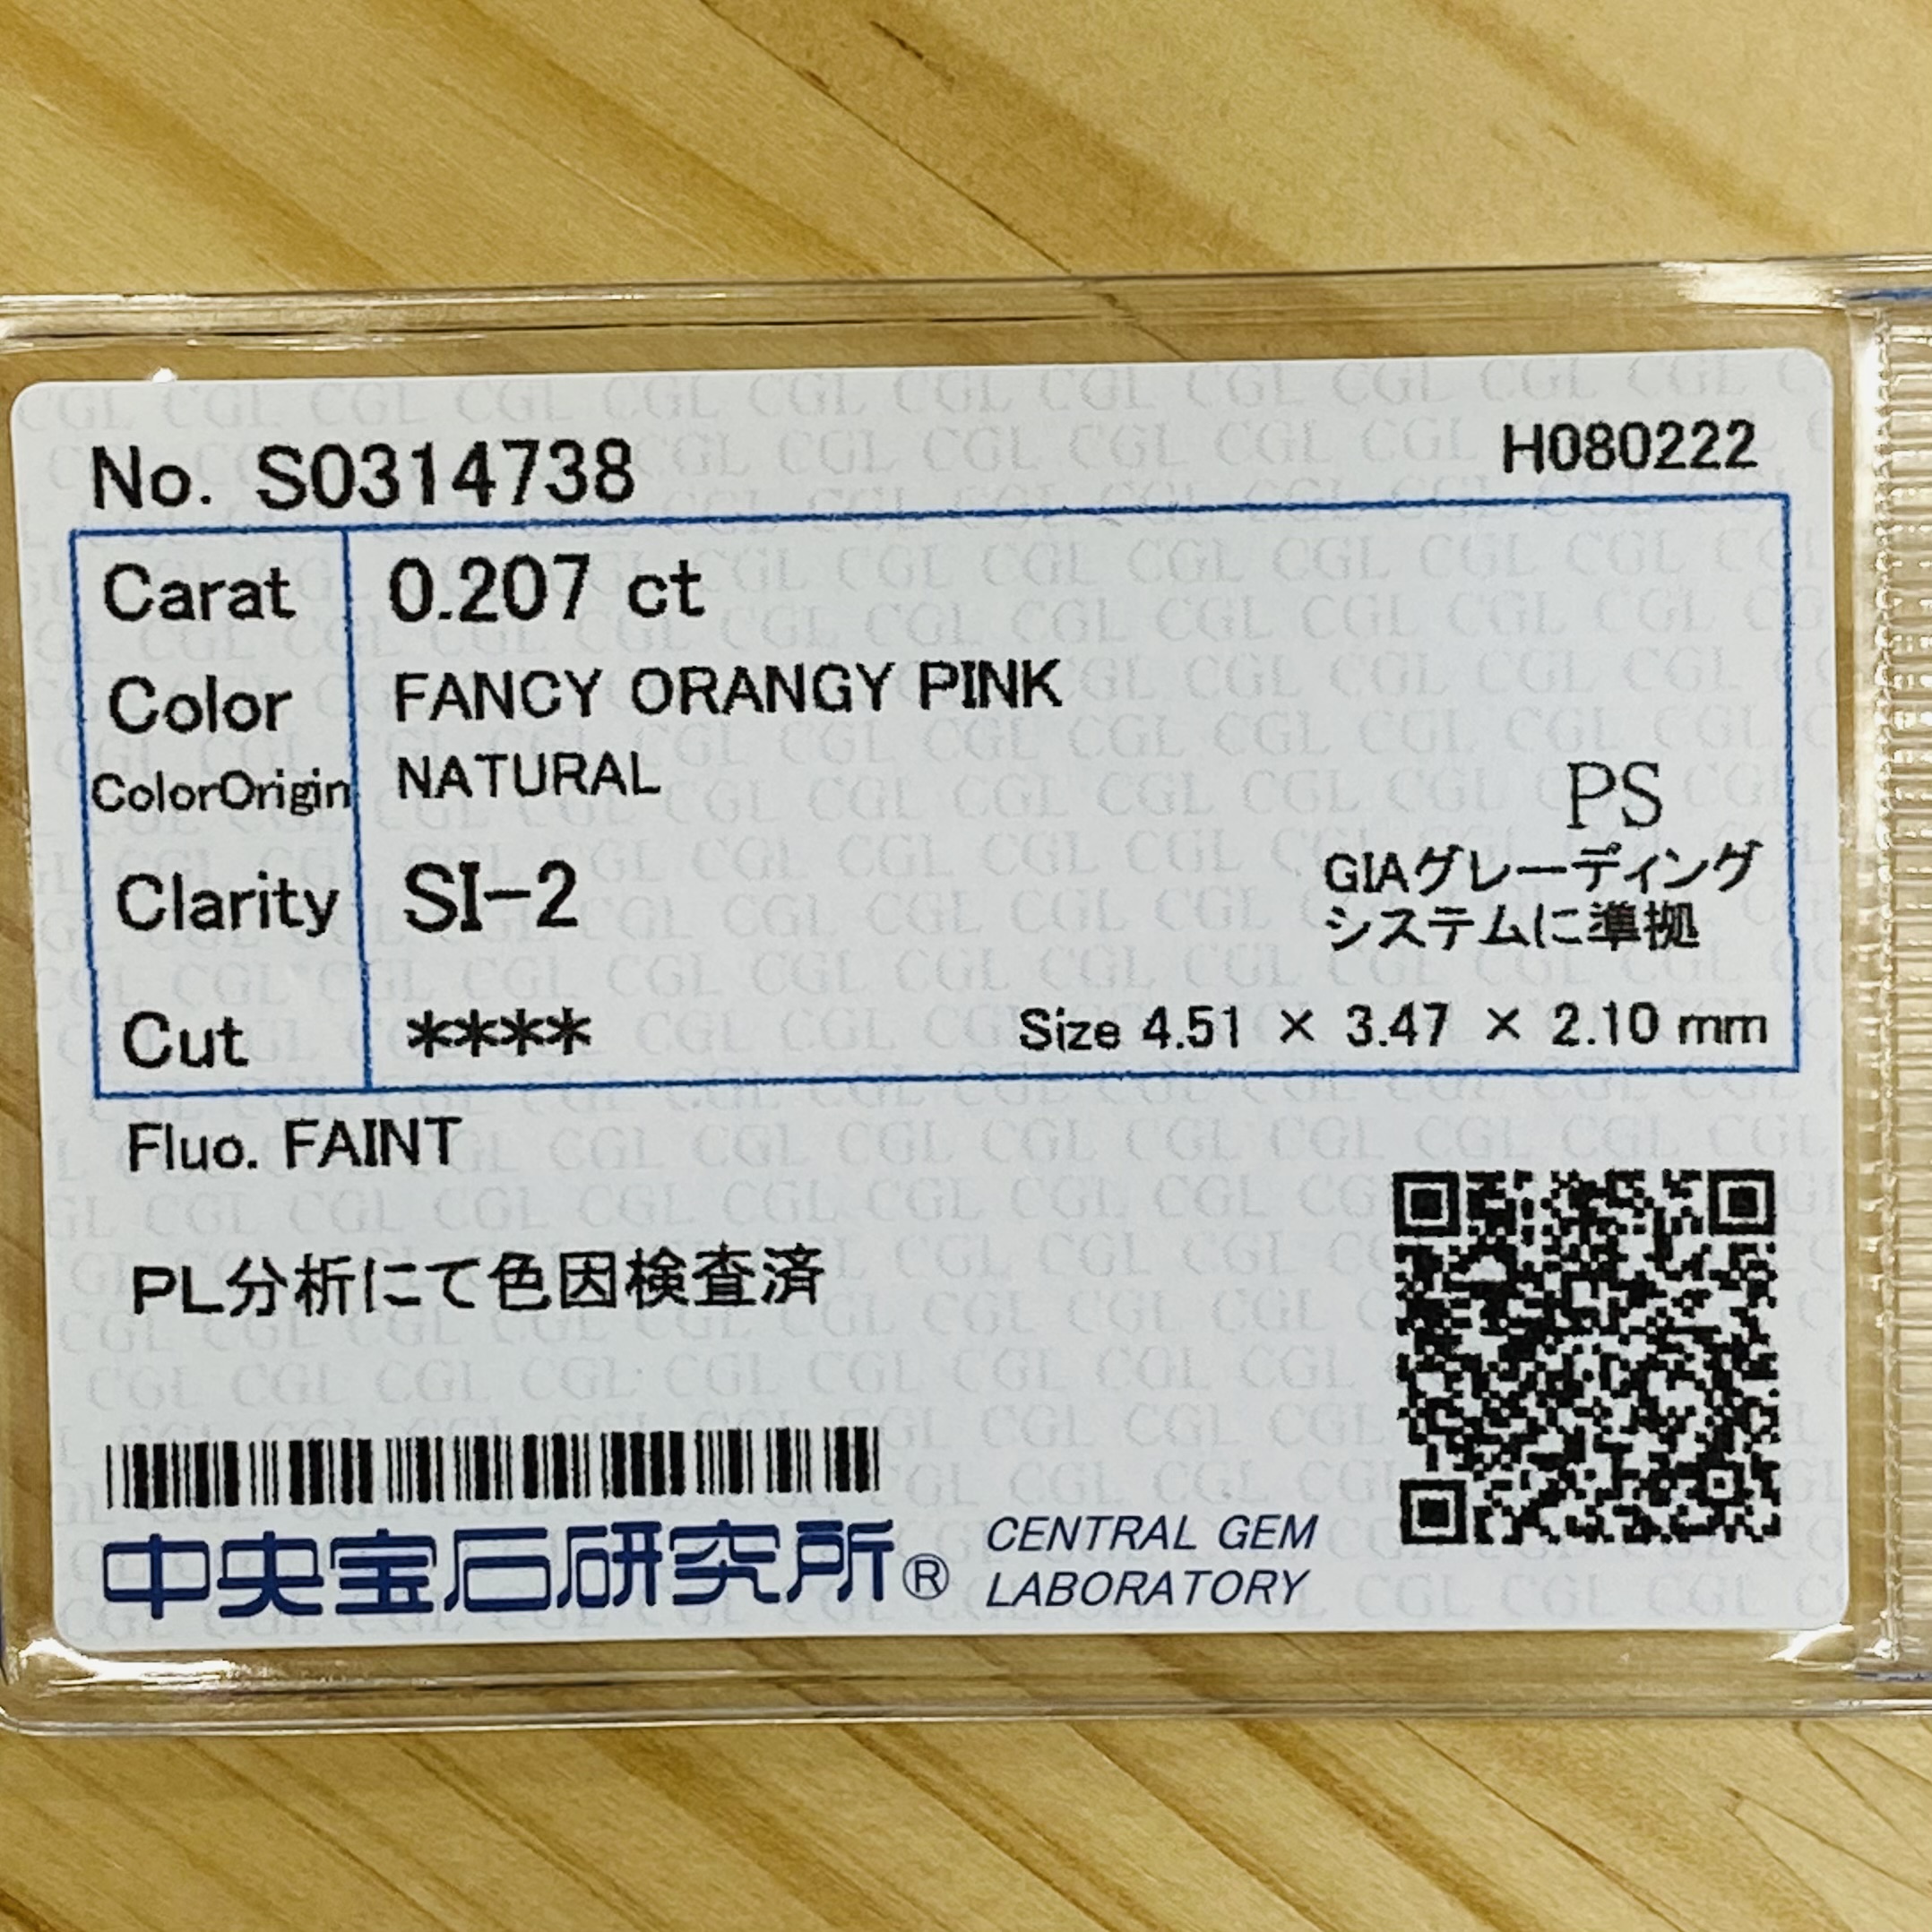 No. S0314738
H080222
Carat 0.207 ct
Color FANCY ORANGY PINK
ColorOrigin NATURAL
PS
Clarity SI-2
GIAグレーディング
システムに準拠
Cut ****
Size 4.51 × 3.47 × 2.10 mm
Fluo. FAINT
PL分析にて色因検査済
中央宝石研究所®
CENTRAL GEM
LABORATORY